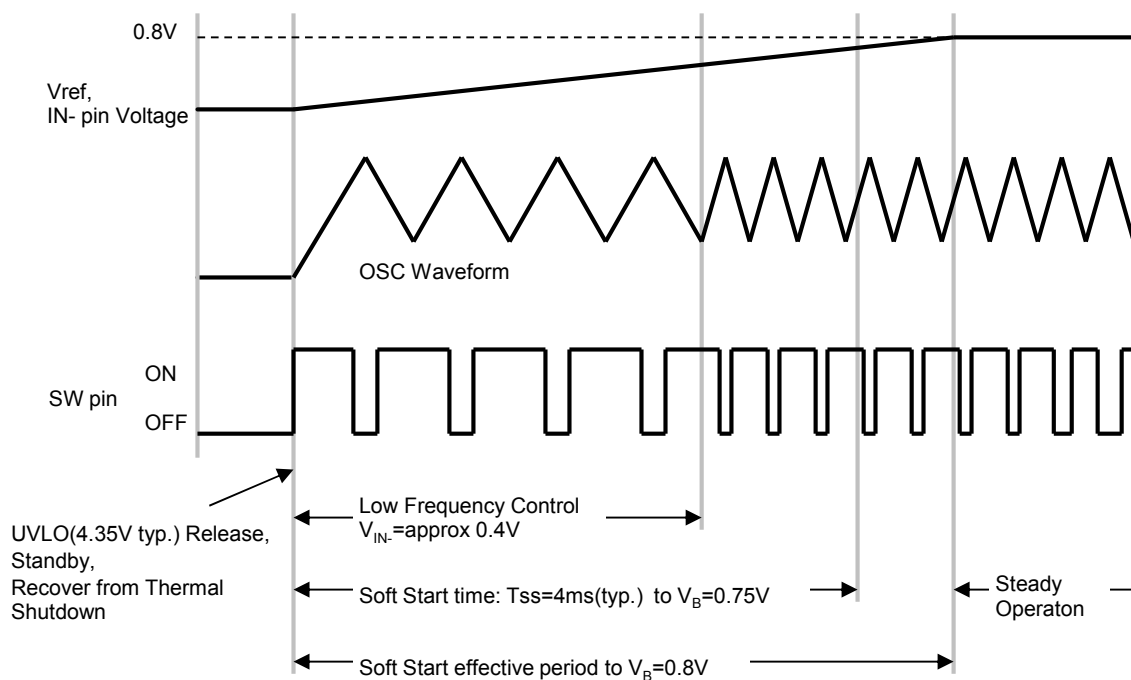 0.8V
Vref,
IN- pin Voltage
OSC Waveform
ON
SW pin
OFF
Low Frequency Control
VIN-=approx 0.4V
UVLO(4.35V typ.) Release,
Standby,
Recover from Thermal
Shutdown
Soft Start time: Tss=4ms(typ.) to VB=0.75V
Steady
Operaton
Soft Start effective period to VB=0.8V